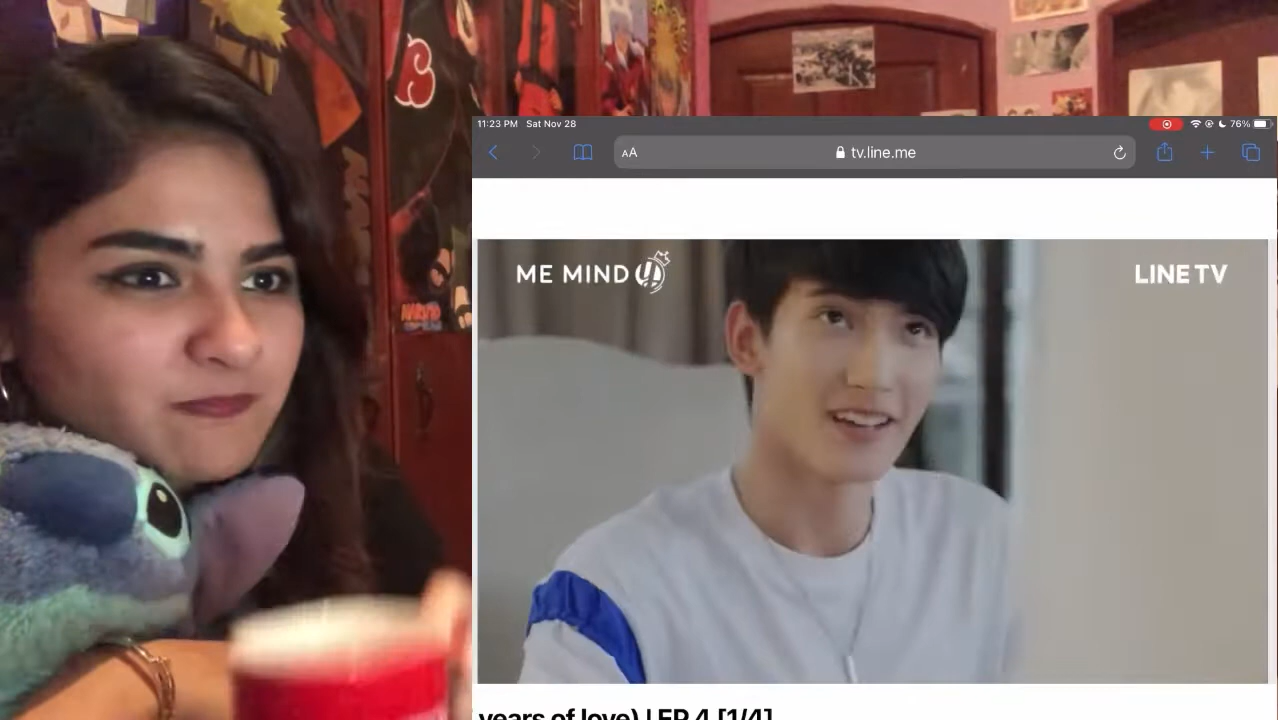 NARUTO
11:23 PM Sat Nov 28
76%
AA
tv.line.me
ME MIND Y
LINE TV
years of love) | EP.4 [1/4]